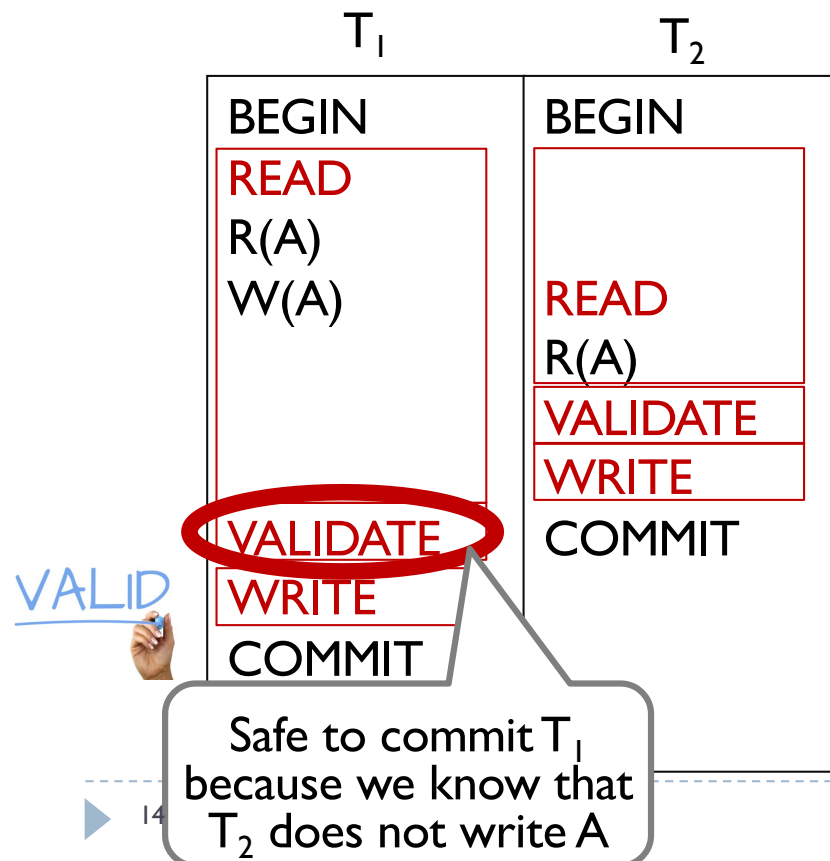 T₁
T₂
BEGIN
READ
R(A)
W(A)
VALIDATE
WRITE
COMMIT
BEGIN
READ
R(A)
VALIDATE
WRITE
COMMIT
VALID
Safe to commit T₁
because we know that
T₂ does not write A
14